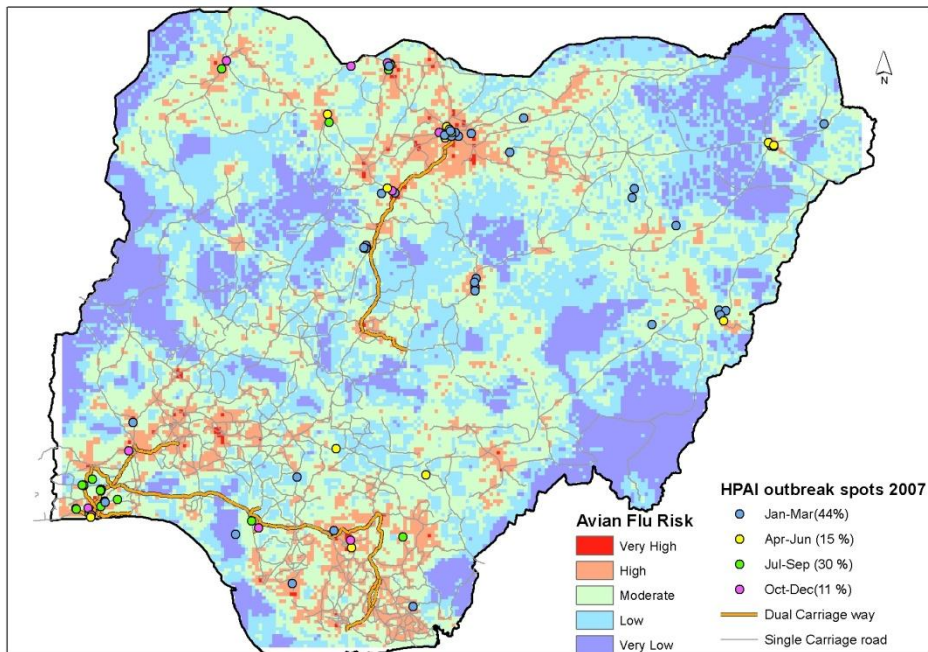 N
HPAI outbreak spots 2007
Jan-Mar(44%)
Apr-Jun (15 %)
Jul-Sep (30 %)
Oct-Dec(11 %)
Dual Carriage way
Single Carriage road
Avian Flu Risk
Very High
High
Moderate
Low
Very Low